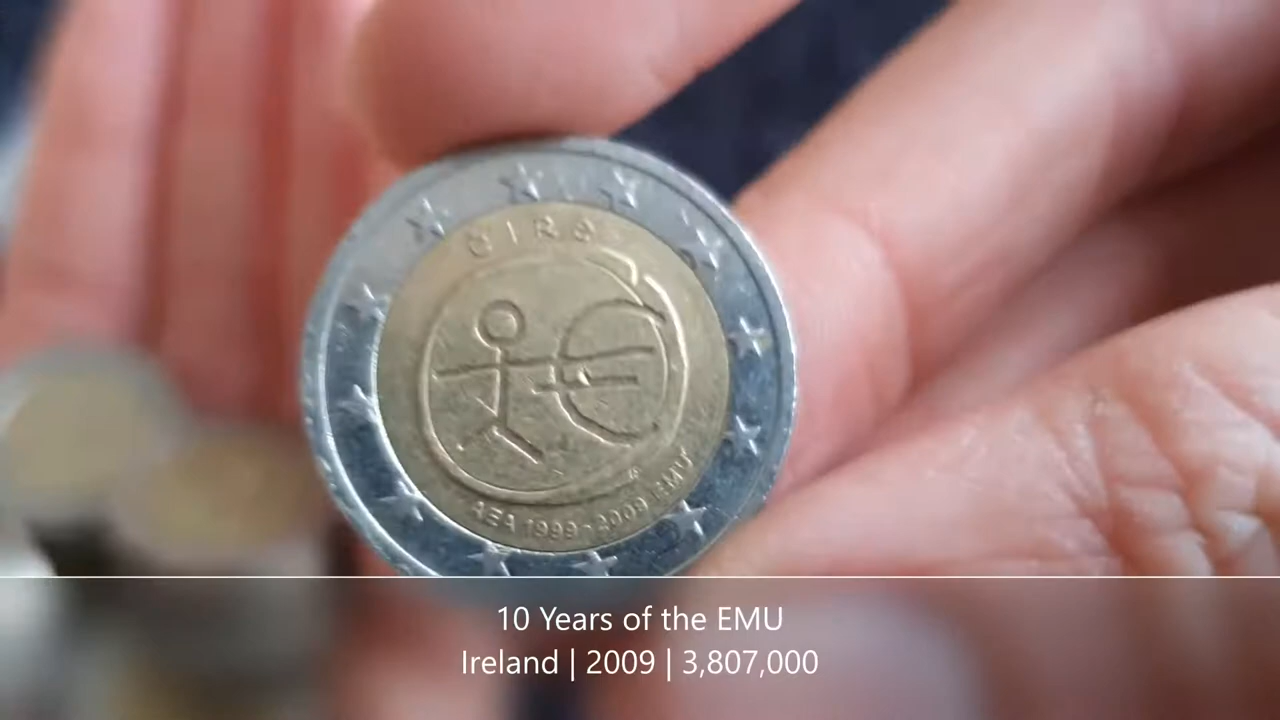 éIRe
AEA 1999-2009 EMU
10 Years of the EMU
Ireland | 2009 | 3,807,000